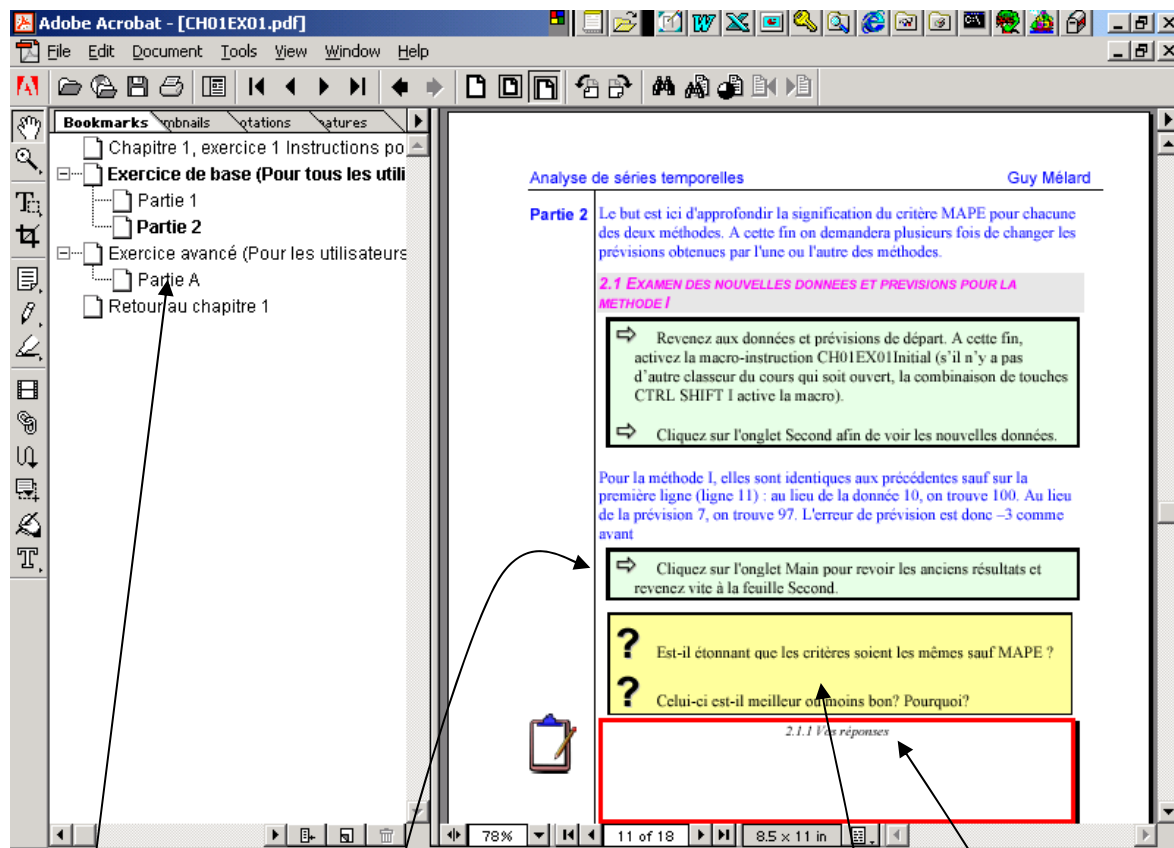 Adobe Acrobat - [CH01EX01.pdf]
File Edit Document Tools View Window Help
Bookmarks mbnails otations atures
Chapitre 1, exercice 1 Instructions po
Exercice de base (Pour tous les utili
Partie 1
Partie 2
Exercice avancé (Pour les utilisateurs
Partie A
Retour au chapitre 1
Analyse de séries temporelles Guy Mélard
Partie 2 Le but est ici d'approfondir la signification du critère MAPE pour chacune
des deux méthodes. A cette fin on demandera plusieurs fois de changer les
prévisions obtenues par l'une ou l'autre des méthodes.
2.1 EXAMEN DES NOUVELLES DONNEES ET PREVISIONS POUR LA
METHODE I
⇨ Revenez aux données et prévisions de départ. A cette fin,
activez la macro-instruction CH01EX01Initial (s'il n'y a pas
d'autre classeur du cours qui soit ouvert, la combinaison de touches
CTRL SHIFT I active la macro).
⇨ Cliquez sur l'onglet Second afin de voir les nouvelles données.
Pour la méthode I, elles sont identiques aux précédentes sauf sur la
première ligne (ligne 11) : au lieu de la donnée 10, on trouve 100. Au lieu
de la prévision 7, on trouve 97. L'erreur de prévision est donc –3 comme
avant
⇨ Cliquez sur l'onglet Main pour revoir les anciens résultats et
revenez vite à la feuille Second.
? Est-il étonnant que les critères soient les mêmes sauf MAPE ?
? Celui-ci est-il meilleur ou moins bon? Pourquoi?
2.1.1 Vos réponses
78% 11 of 18 8.5 x 11 in